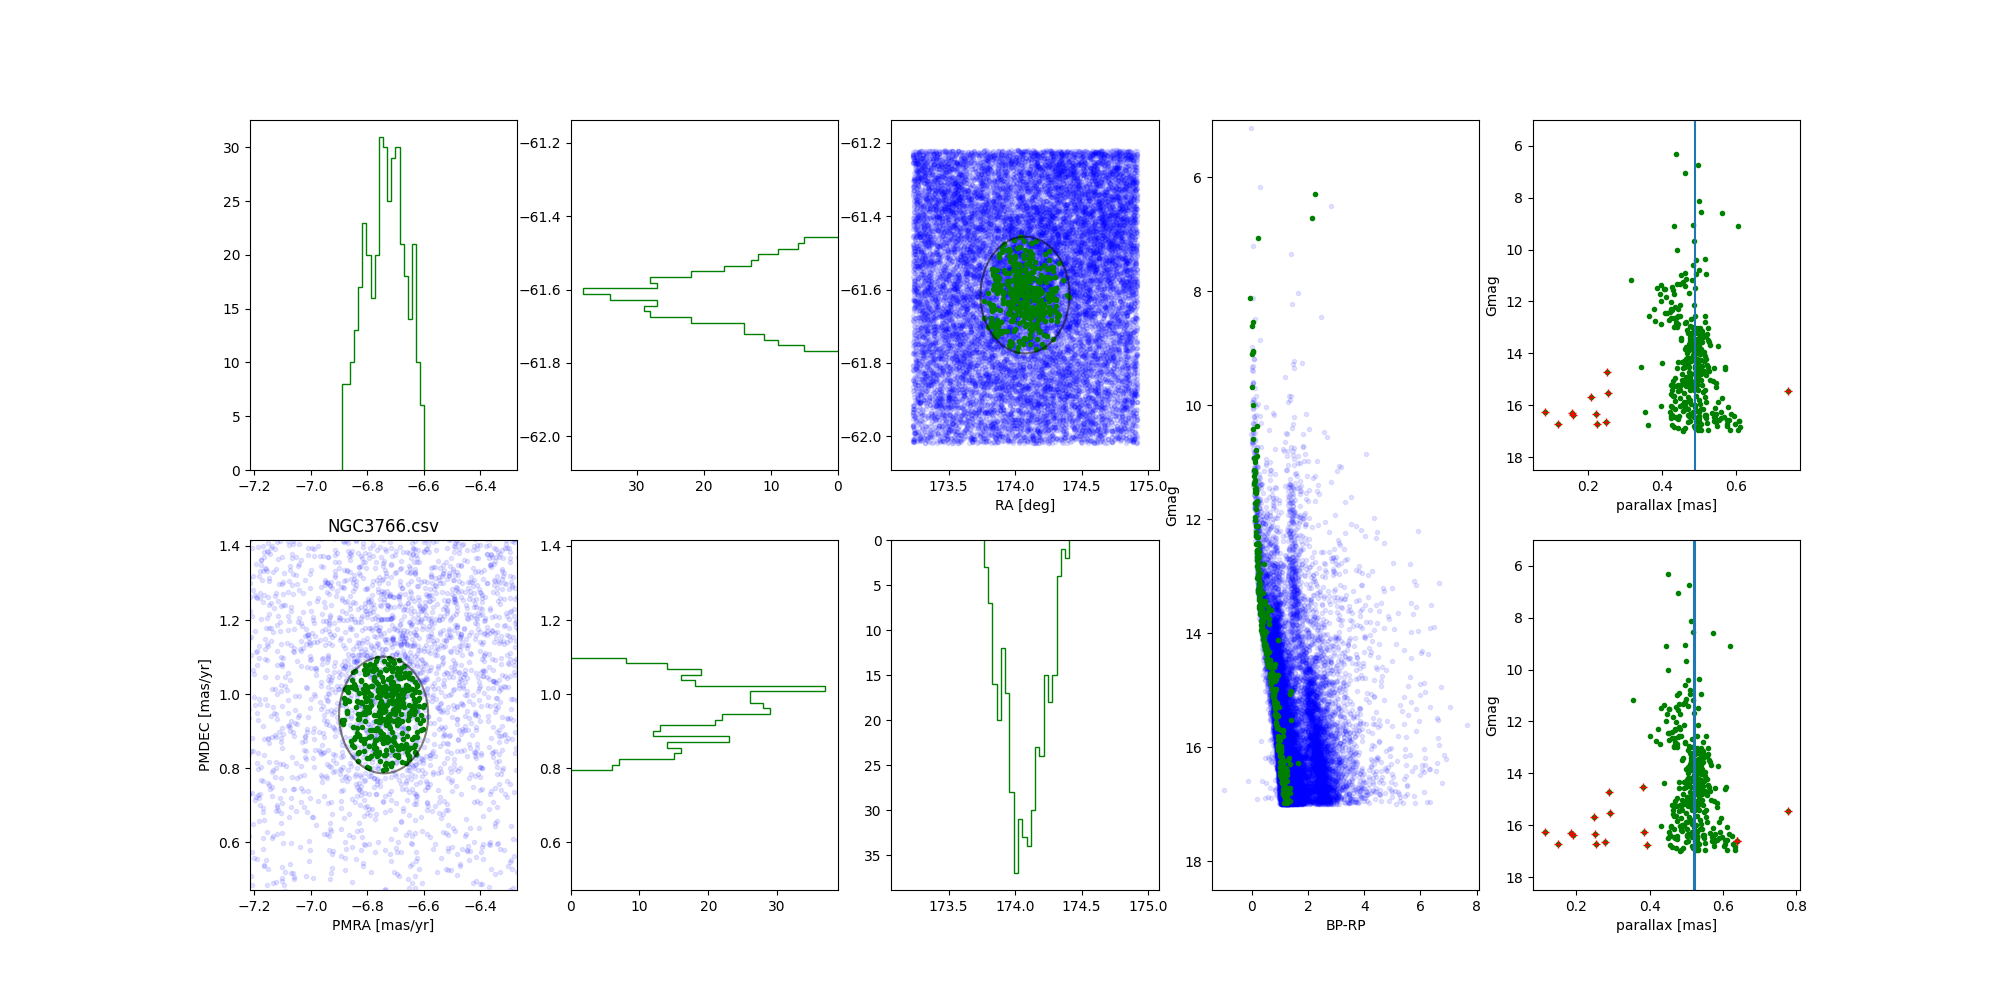 30
25
20
15
10
5
0
−7.2 −7.0 −6.8 −6.6 −6.4
−61.2
−61.4
−61.6
−61.8
−62.0
30 20 10 0
−61.2
−61.4
−61.6
−61.8
−62.0
173.5 174.0 174.5 175.0
RA [deg]
6
8
10
12
14
16
18
Gmag
0 2 4 6 8
BP-RP
6
8
10
12
14
16
18
Gmag
0.2 0.4 0.6
parallax [mas]
NGC3766.csv
1.4
1.2
1.0
0.8
0.6
PMDEC [mas/yr]
−7.2 −7.0 −6.8 −6.6 −6.4
PMRA [mas/yr]
1.4
1.2
1.0
0.8
0.6
0 10 20 30
0
5
10
15
20
25
30
35
173.5 174.0 174.5 175.0
6
8
10
12
14
16
18
Gmag
0.2 0.4 0.6 0.8
parallax [mas]